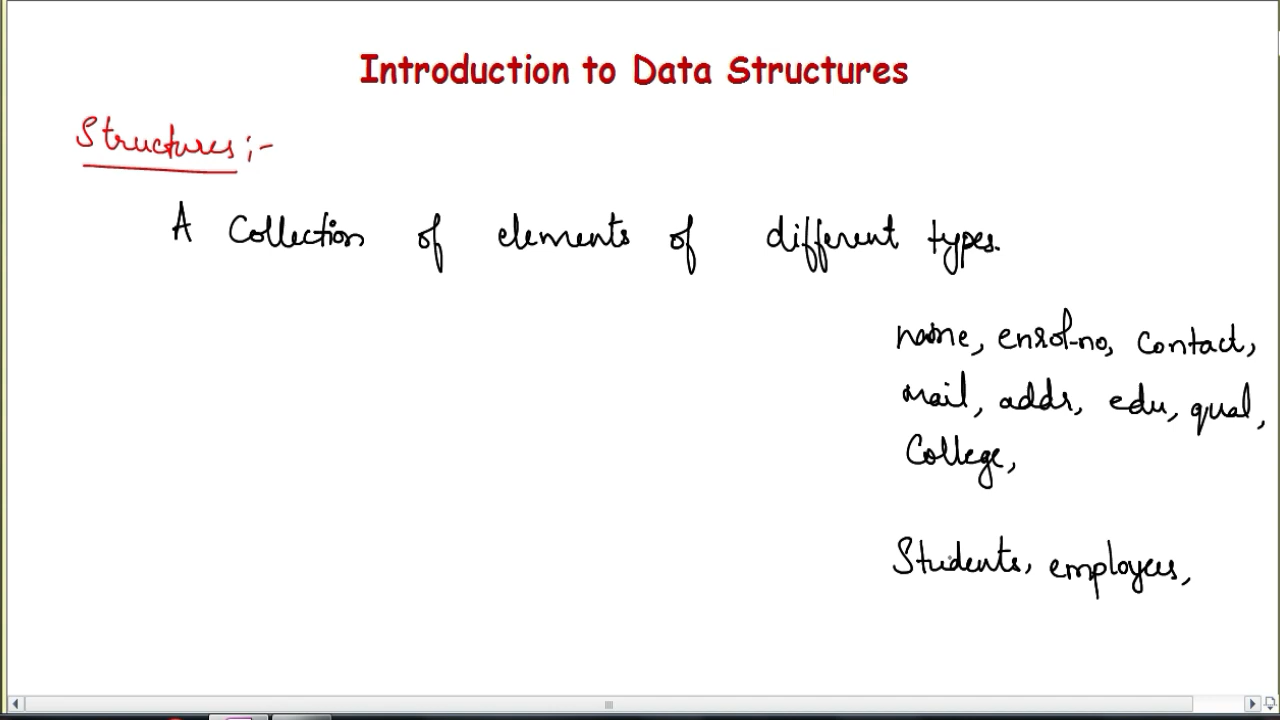 Introduction to Data Structures
Structures :-
A Collection of elements of different types.
name, enrol-no, Contact,
mail, addr, edu, qual,
College,
Students, employees,